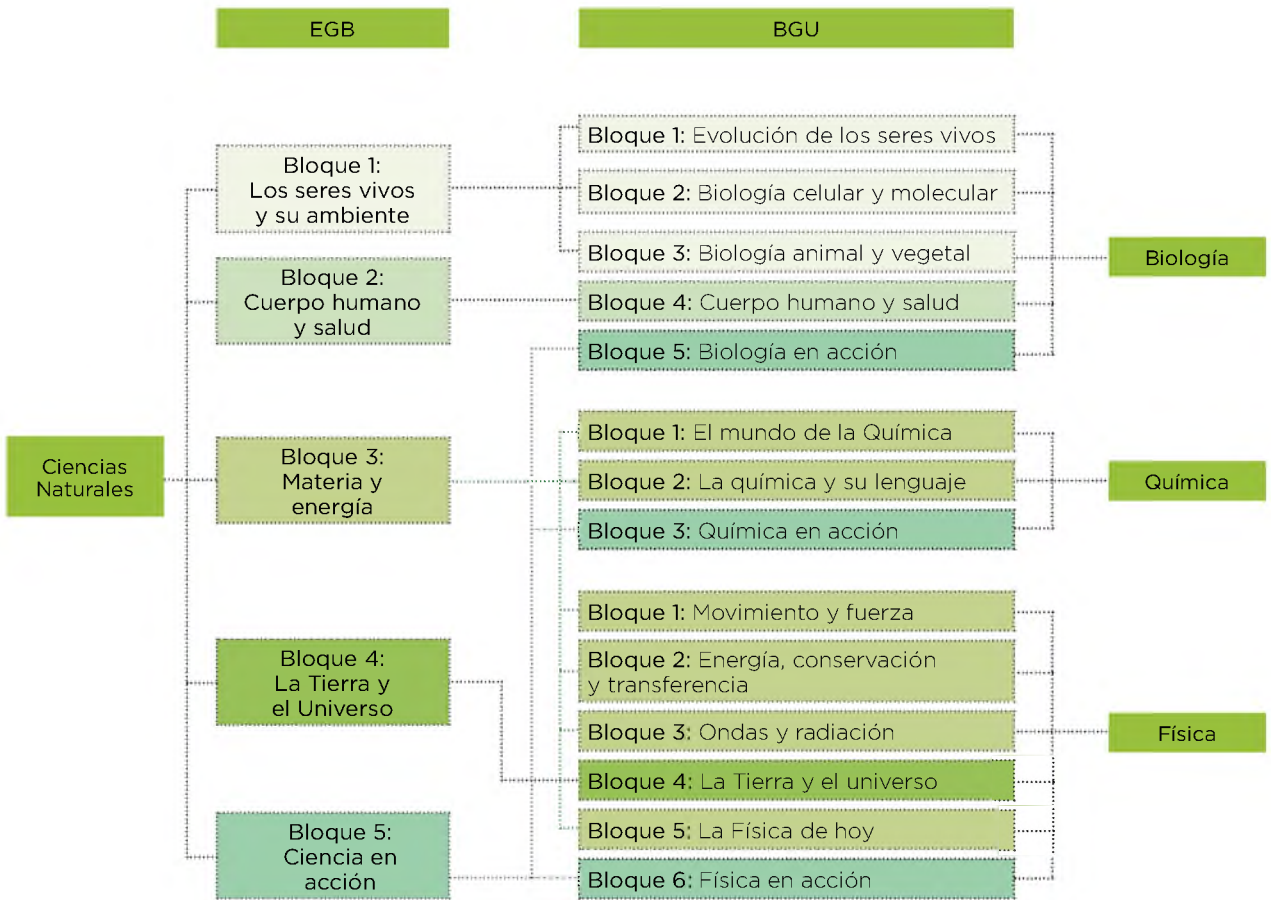 EGB
BGU
Ciencias
Naturales
Bloque 1:
Los seres vivos
y su ambiente
Bloque 2:
Cuerpo humano
y salud
Bloque 3:
Materia y
energía
Bloque 4:
La Tierra y
el Universo
Bloque 5:
Ciencia en
acción
Bloque 1: Evolución de los seres vivos
Bloque 2: Biología celular y molecular
Bloque 3: Biología animal y vegetal
Bloque 4: Cuerpo humano y salud
Bloque 5: Biología en acción
Biología
Bloque 1: El mundo de la Química
Bloque 2: La química y su lenguaje
Bloque 3: Química en acción
Química
Bloque 1: Movimiento y fuerza
Bloque 2: Energía, conservación
y transferencia
Bloque 3: Ondas y radiación
Bloque 4: La Tierra y el universo
Bloque 5: La Física de hoy
Bloque 6: Física en acción
Física